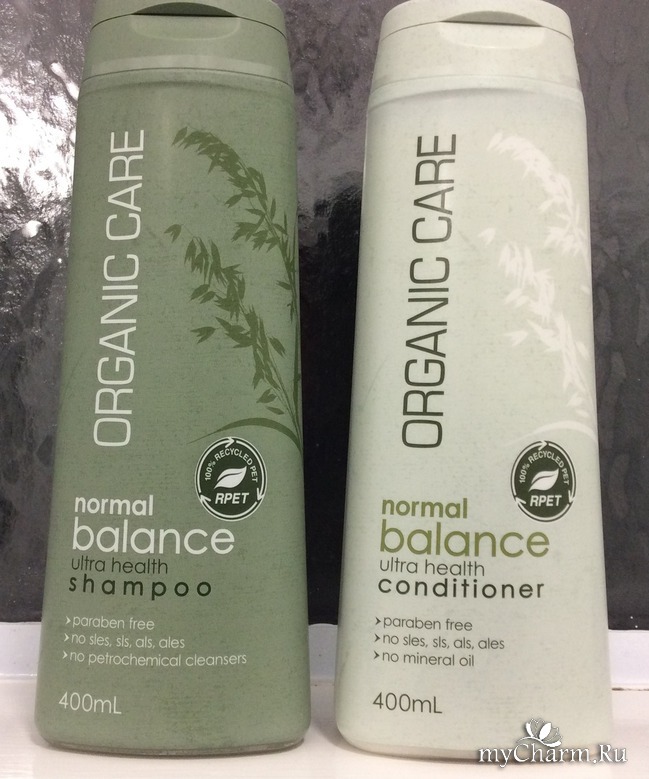 ORGANIC CARE
100% RECYCLED PET
RPET
normal
balance
ultra health
shampoo
paraben free
no sles, sls, als, ales
no petrochemical cleansers
400mL
ORGANIC CARE
100% RECYCLED PET
RPET
normal
balance
ultra health
conditioner
paraben free
no sles, sls, als, ales
no mineral oil
400mL
myCharm.Ru